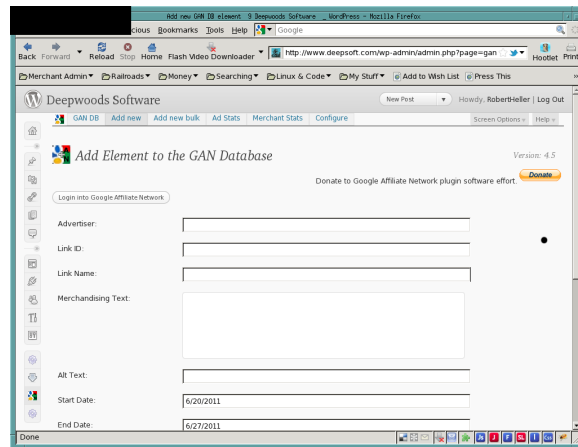 Add new GAN DB element 9 Deepwoods Software _ WordPress - Mozilla Firefox
Bookmarks Tools Help Google
Back Forward Reload Stop Home Flash Video Downloader http://www.deepsoft.com/wp-admin/admin.php?page=gan Hootlet Print
Merchant Admin Railroads Money Searching Linux & Code My Stuff Add to Wish List Press This
Deepwoods Software New Post Howdy, RobertHeller | Log Out
GAN DB Add new Add new bulk Ad Stats Merchant Stats Configure Screen Options Help
Add Element to the GAN Database Version: 4.5
Donate to Google Affiliate Network plugin software effort. Donate
Login into Google Affiliate Network
Advertiser:
Link ID:
Link Name:
Merchandising Text:
Alt Text:
Start Date: 6/20/2011
End Date: 6/27/2011
Done